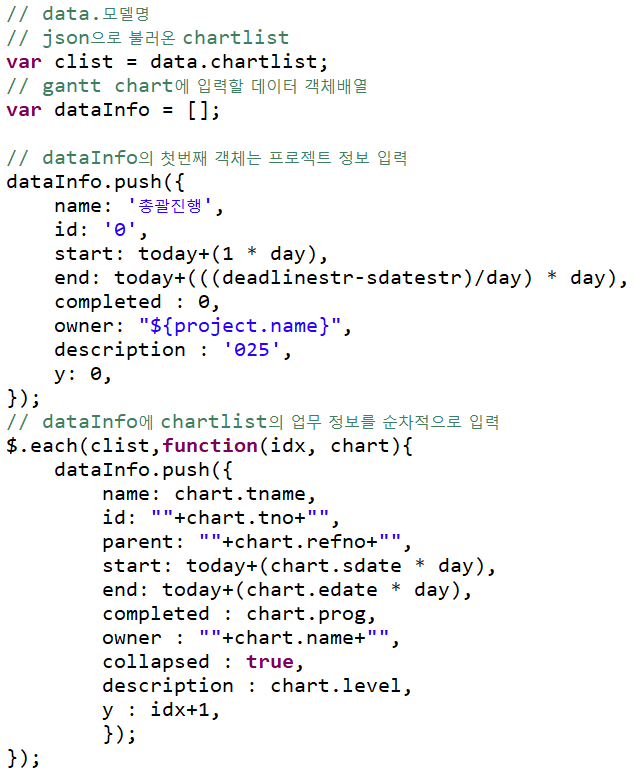 // data.모델명
// json으로 불러온 chartlist
var clist = data.chartlist;
// gantt chart에 입력할 데이터 객체배열
var dataInfo = [];

// dataInfo의 첫번째 객체는 프로젝트 정보 입력
dataInfo.push({
    name: '총괄진행',
    id: '0',
    start: today+(1 * day),
    end: today+(((deadlinestr-sdatestr)/day) * day),
    completed : 0,
    owner: "${project.name}",
    description : '025',
    y: 0,
});
// dataInfo에 chartlist의 업무 정보를 순차적으로 입력
$.each(clist,function(idx, chart){
    dataInfo.push({
        name: chart.tname,
        id: ""+chart.tno+"",
        parent: ""+chart.refno+"",
        start: today+(chart.sdate * day),
        end: today+(chart.edate * day),
        completed : chart.prog,
        owner : ""+chart.name+"",
        collapsed : true,
        description : chart.level,
        y : idx+1,
        });
});